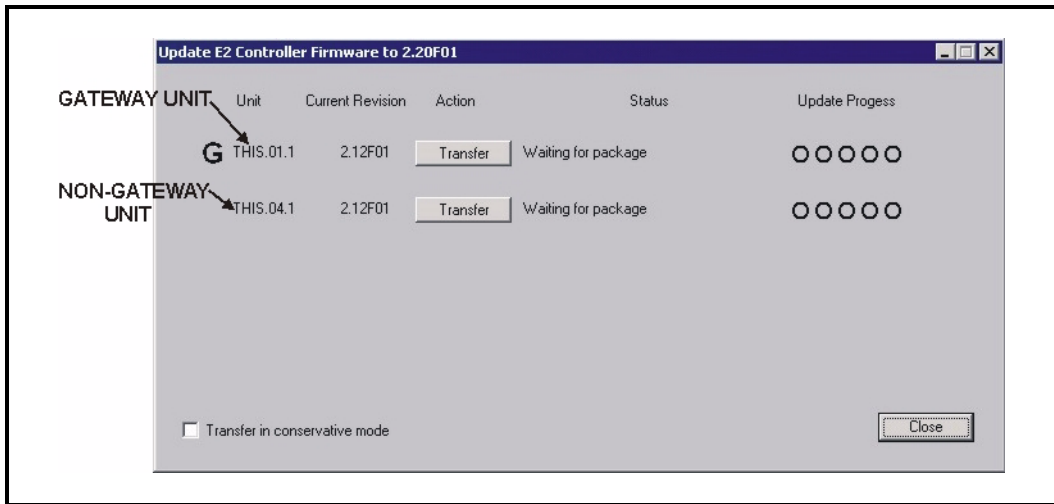 Update E2 Controller Firmware to 2.20F01
GATEWAY UNIT Unit Current Revision Action Status Update Progess
G THIS.01.1 2.12F01 Transfer Waiting for package
NON-GATEWAY
UNIT THIS.04.1 2.12F01 Transfer Waiting for package
Transfer in conservative mode Close